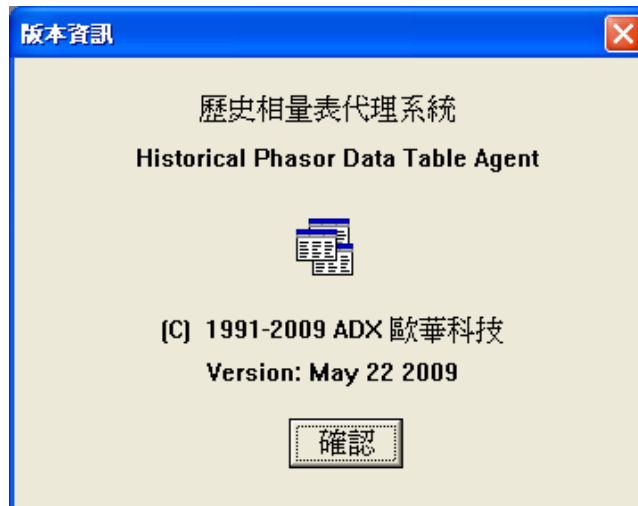 版本資訊
歷史相量表代理系統
Historical Phasor Data Table Agent
(C) 1991-2009 ADX 歐華科技
Version: May 22 2009
確認